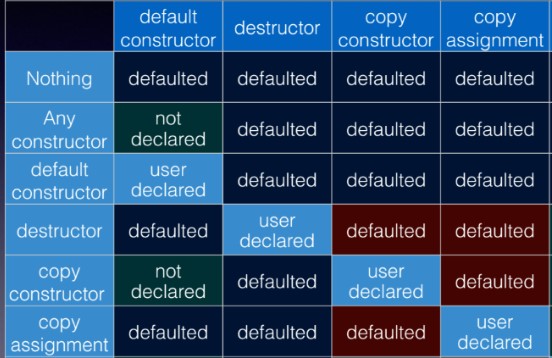 default constructor destructor copy constructor copy assignment
Nothing defaulted defaulted defaulted defaulted
Any constructor not declared defaulted defaulted defaulted
default constructor user declared defaulted defaulted defaulted
destructor defaulted user declared defaulted defaulted
copy constructor not declared defaulted user declared defaulted
copy assignment defaulted defaulted defaulted user declared